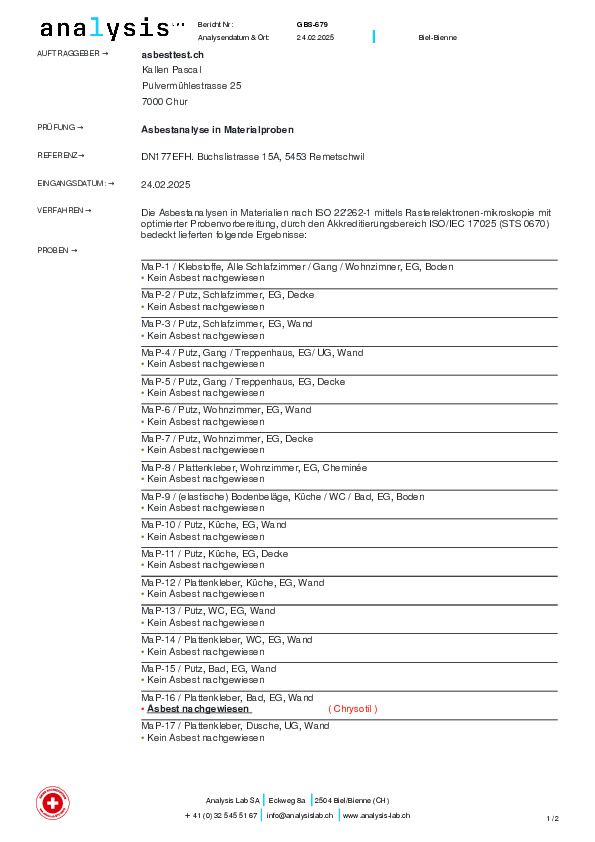 analysis
Bericht Nr: GBS-679
Analysendatum & Ort: 24.02.2025 Biel-Bienne
AUFTRAGGEBER → asbesttest.ch
Kallen Pascal
Pulvermühlestrasse 25
7000 Chur
PRÜFUNG → Asbestanalyse in Materialproben
REFERENZ→ DN177EFH. Buchslistrasse 15A, 5453 Remetschwil
EINGANGSDATUM: → 24.02.2025
VERFAHREN → Die Asbestanalysen in Materialien nach ISO 22'262-1 mittels Rasterelektronen-mikroskopie mit
optimierter Probenvorbereitung, durch den Akkreditierungsbereich ISO/IEC 17'025 (STS 0670)
bedeckt lieferten folgende Ergebnisse:
PROBEN →
MaP-1 / Klebstoffe, Alle Schlafzimmer / Gang / Wohnzimner, EG, Boden
• Kein Asbest nachgewiesen
MaP-2 / Putz, Schlafzimmer, EG, Decke
• Kein Asbest nachgewiesen
MaP-3 / Putz, Schlafzimmer, EG, Wand
• Kein Asbest nachgewiesen
MaP-4 / Putz, Gang / Treppenhaus, EG/ UG, Wand
• Kein Asbest nachgewiesen
MaP-5 / Putz, Gang / Treppenhaus, EG, Decke
• Kein Asbest nachgewiesen
MaP-6 / Putz, Wohnzimmer, EG, Wand
• Kein Asbest nachgewiesen
MaP-7 / Putz, Wohnzimmer, EG, Decke
• Kein Asbest nachgewiesen
MaP-8 / Plattenkleber, Wohnzimmer, EG, Cheminée
• Kein Asbest nachgewiesen
MaP-9 / (elastische) Bodenbeläge, Küche / WC / Bad, EG, Boden
• Kein Asbest nachgewiesen
MaP-10 / Putz, Küche, EG, Wand
• Kein Asbest nachgewiesen
MaP-11 / Putz, Küche, EG, Decke
• Kein Asbest nachgewiesen
MaP-12 / Plattenkleber, Küche, EG, Wand
• Kein Asbest nachgewiesen
MaP-13 / Putz, WC, EG, Wand
• Kein Asbest nachgewiesen
MaP-14 / Plattenkleber, WC, EG, Wand
• Kein Asbest nachgewiesen
MaP-15 / Putz, Bad, EG, Wand
• Kein Asbest nachgewiesen
MaP-16 / Plattenkleber, Bad, EG, Wand
• Asbest nachgewiesen ( Chrysotil )
MaP-17 / Plattenkleber, Dusche, UG, Wand
• Kein Asbest nachgewiesen
Analysis Lab SA Eckweg 8a 2504 Biel/Bienne (CH)
+ 41 (0) 32 545 51 67 info@analysislab.ch www.analysis-lab.ch
1 / 2